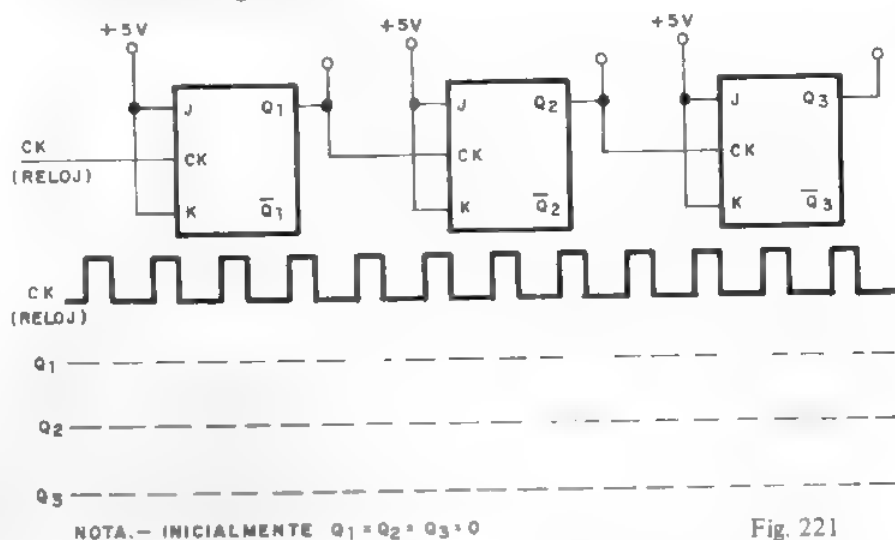 +5V
+5V
+5V
J
Q1
J
Q2
J
Q3
CK
(RELOJ)
CK
CK
CK
K
Q̅1
K
Q̅2
K
Q̅3
CK
(RELOJ)
Q1
Q2
Q3
NOTA.- INICIALMENTE Q1 = Q2 = Q3 = 0
Fig. 221